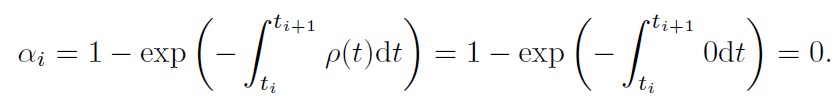 α_i = 1 − exp(−∫_{t_i}^{t_{i+1}} ρ(t)dt) = 1 − exp(−∫_{t_i}^{t_{i+1}} 0dt) = 0.